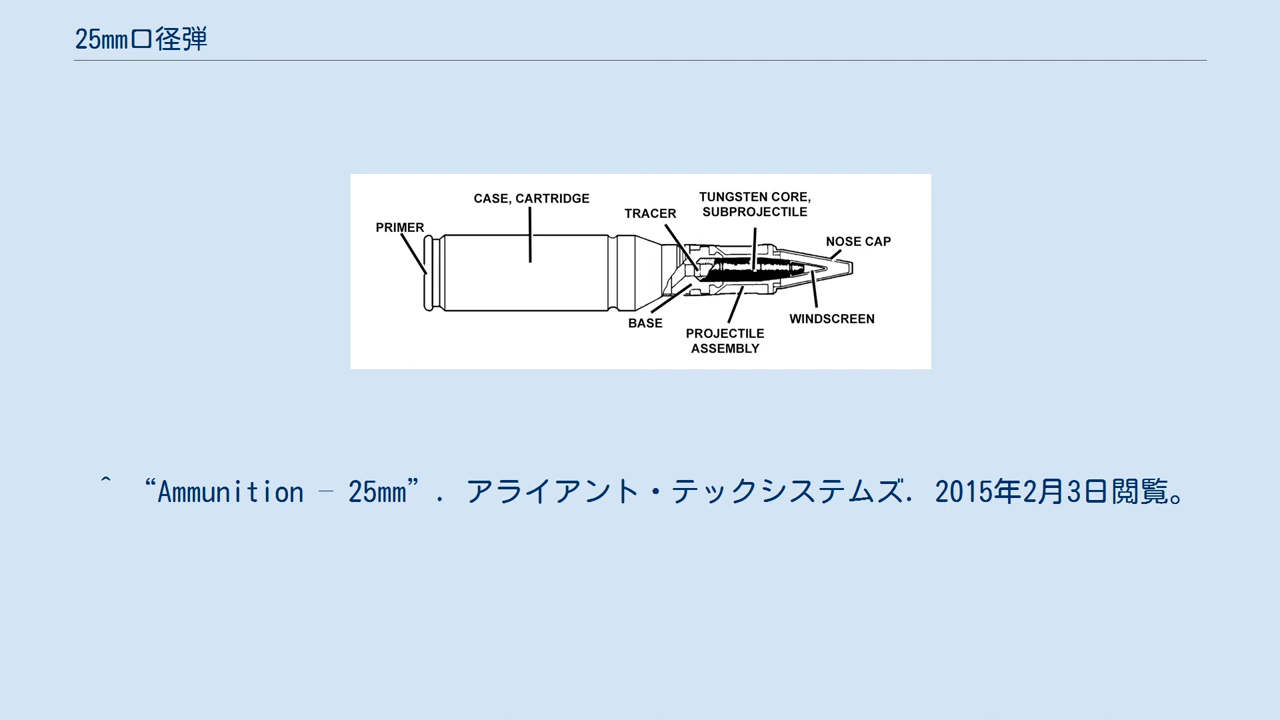 25mm口径弾
CASE, CARTRIDGE
PRIMER
TRACER
TUNGSTEN CORE,
SUBPROJECTILE
NOSE CAP
BASE
PROJECTILE
ASSEMBLY
WINDSCREEN
^ “Ammunition – 25mm”. アライアント・テックシステムズ. 2015年2月3日閲覧。